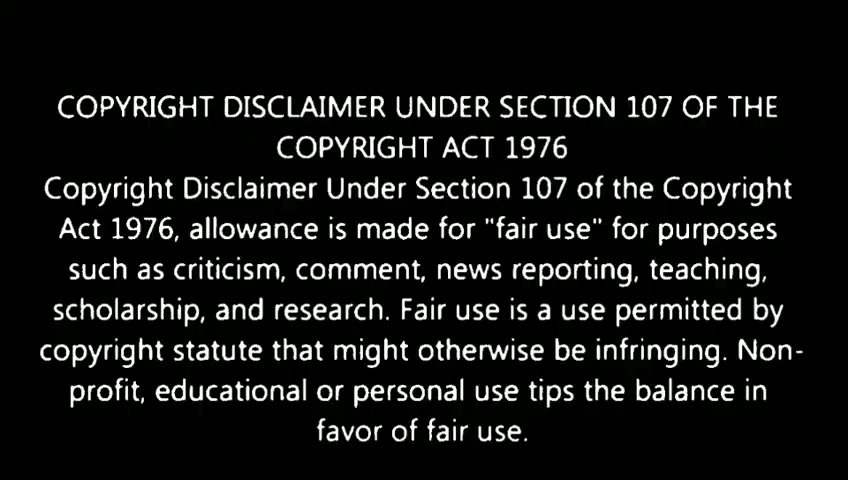 COPYRIGHT DISCLAIMER UNDER SECTION 107 OF THE
COPYRIGHT ACT 1976
Copyright Disclaimer Under Section 107 of the Copyright
Act 1976, allowance is made for "fair use" for purposes
such as criticism, comment, news reporting, teaching,
scholarship, and research. Fair use is a use permitted by
copyright statute that might otherwise be infringing. Non-
profit, educational or personal use tips the balance in
favor of fair use.